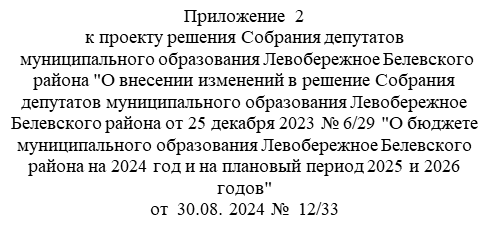 Приложение 2
к проекту решения Собрания депутатов
муниципального образования Левобережное Белевского
района "О внесении изменений в решение Собрания
депутатов муниципального образования Левобережное
Белевского района от 25 декабря 2023 № 6/29 "О бюджете
муниципального образования Левобережное Белевского
района на 2024 год и на плановый период 2025 и 2026
годов"
от 30.08. 2024 № 12/33